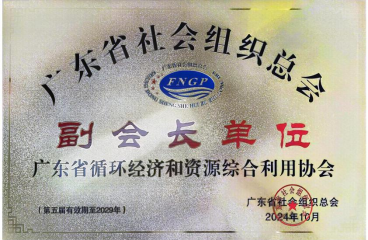 广东省社会组织总会
FNGP
副会长单位
广东省循环经济和资源综合利用协会
(第五届有效期至2029年)
广东省社会组织总会
2024年10月